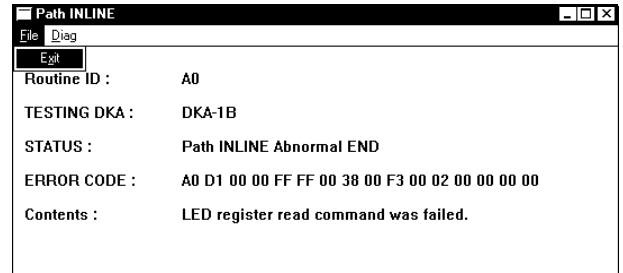 Path INLINE
File Diag
Exit
Routine ID : A0
TESTING DKA : DKA-1B
STATUS : Path INLINE Abnormal END
ERROR CODE : A0 D1 00 00 FF FF 00 38 00 F3 00 02 00 00 00 00
Contents : LED register read command was failed.